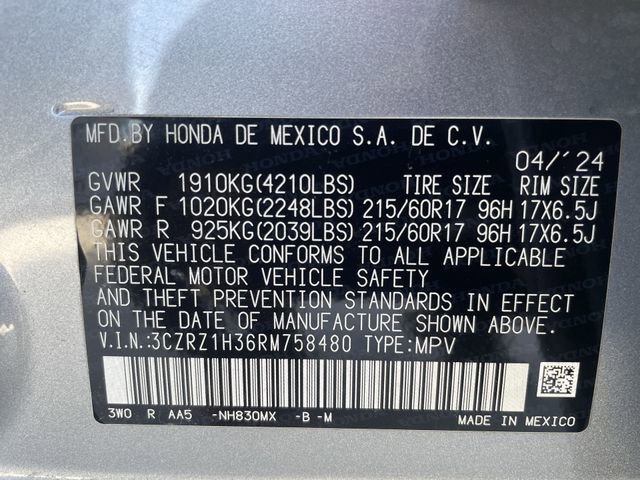 MFD.BY HONDA DE MEXICO S.A. DE C.V.
04/'24
GVWR 1910KG(4210LBS) TIRE SIZE RIM SIZE
GAWR F 1020KG(2248LBS) 215/60R17 96H 17X6.5J
GAWR R 925KG(2039LBS) 215/60R17 96H 17X6.5J
THIS VEHICLE CONFORMS TO ALL APPLICABLE
FEDERAL MOTOR VEHICLE SAFETY
AND THEFT PREVENTION STANDARDS IN EFFECT
ON THE DATE OF MANUFACTURE SHOWN ABOVE.
V.I.N.:3CZRZ1H36RM758480 TYPE:MPV
3W0 R AA5 -NH830MX -B -M
MADE IN MEXICO